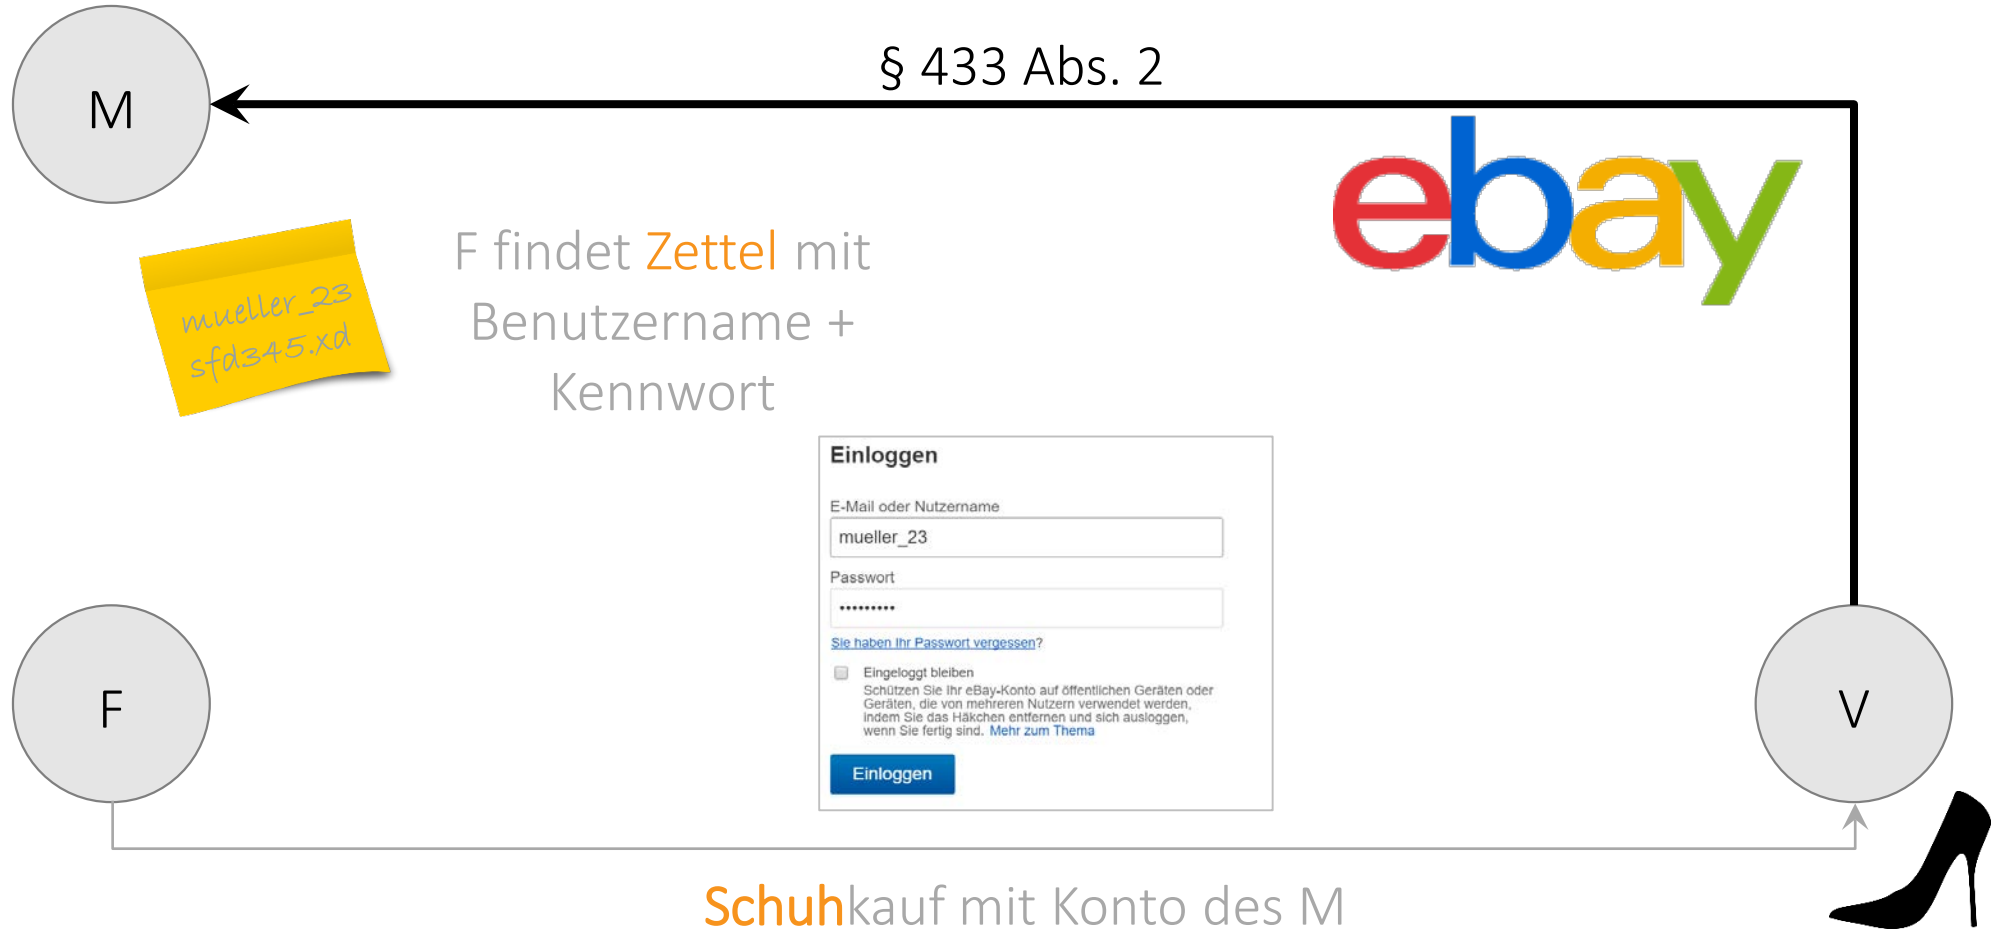 § 433 Abs. 2
M
ebay
F findet Zettel mit
Benutzername +
Kennwort
mueller_23
sfd345.xd
Einloggen
E-Mail oder Nutzername
mueller_23
Passwort
•••••••••
Sie haben Ihr Passwort vergessen?
Eingeloggt bleiben
Schützen Sie Ihr eBay-Konto auf öffentlichen Geräten oder
Geräten, die von mehreren Nutzern verwendet werden,
indem Sie das Häkchen entfernen und sich ausloggen,
wenn Sie fertig sind. Mehr zum Thema
Einloggen
F
V
Schuhkauf mit Konto des M